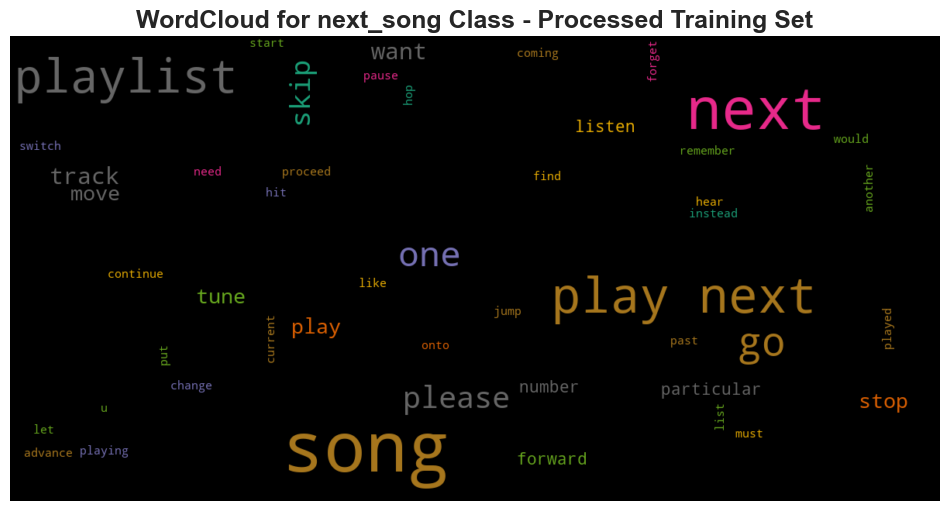 WordCloud for next_song Class - Processed Training Set
start
want
coming
forget
playlist
skip
pause
hop
next
listen
would
switch
remember
track
need
proceed
find
another
move
hit
hear
instead
one
continue
like
tune
play next
play
jump
played
current
onto
past
go
put
change
please
number
particular
stop
u
list
let
song
must
advance
playing
forward